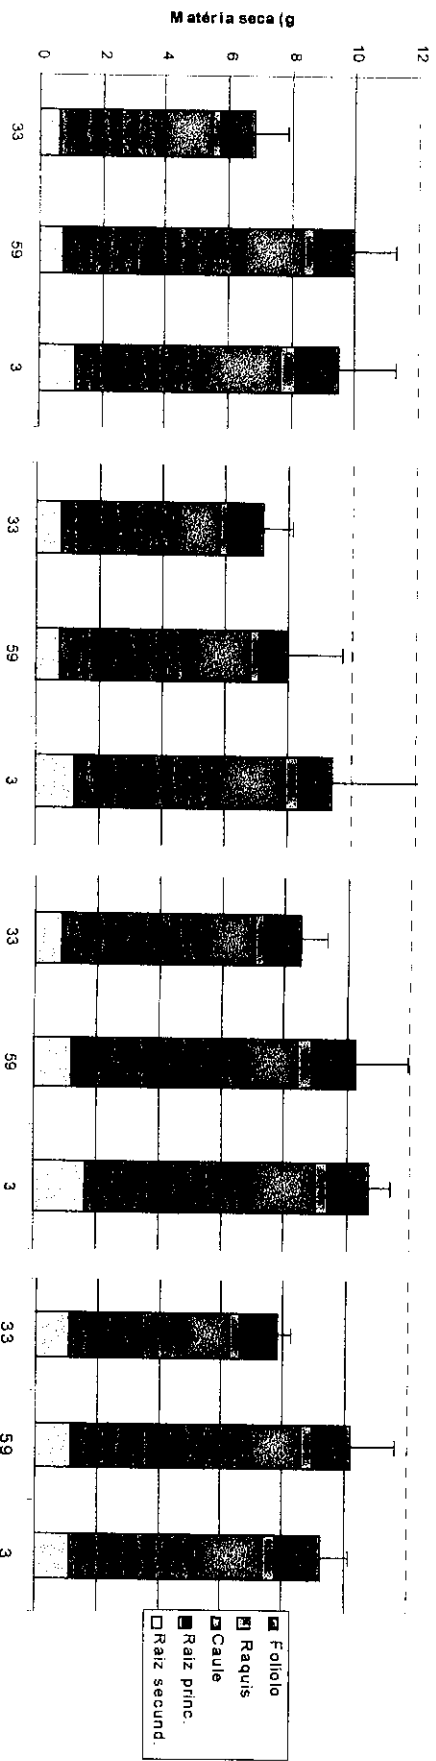 Matéria seca (g
12
10
8
6
4
2
0
33 59 3
33 59 3
33 59 3
33 59 3
Foliolo
Raquis
Caule
Raiz princ.
Raiz secund.